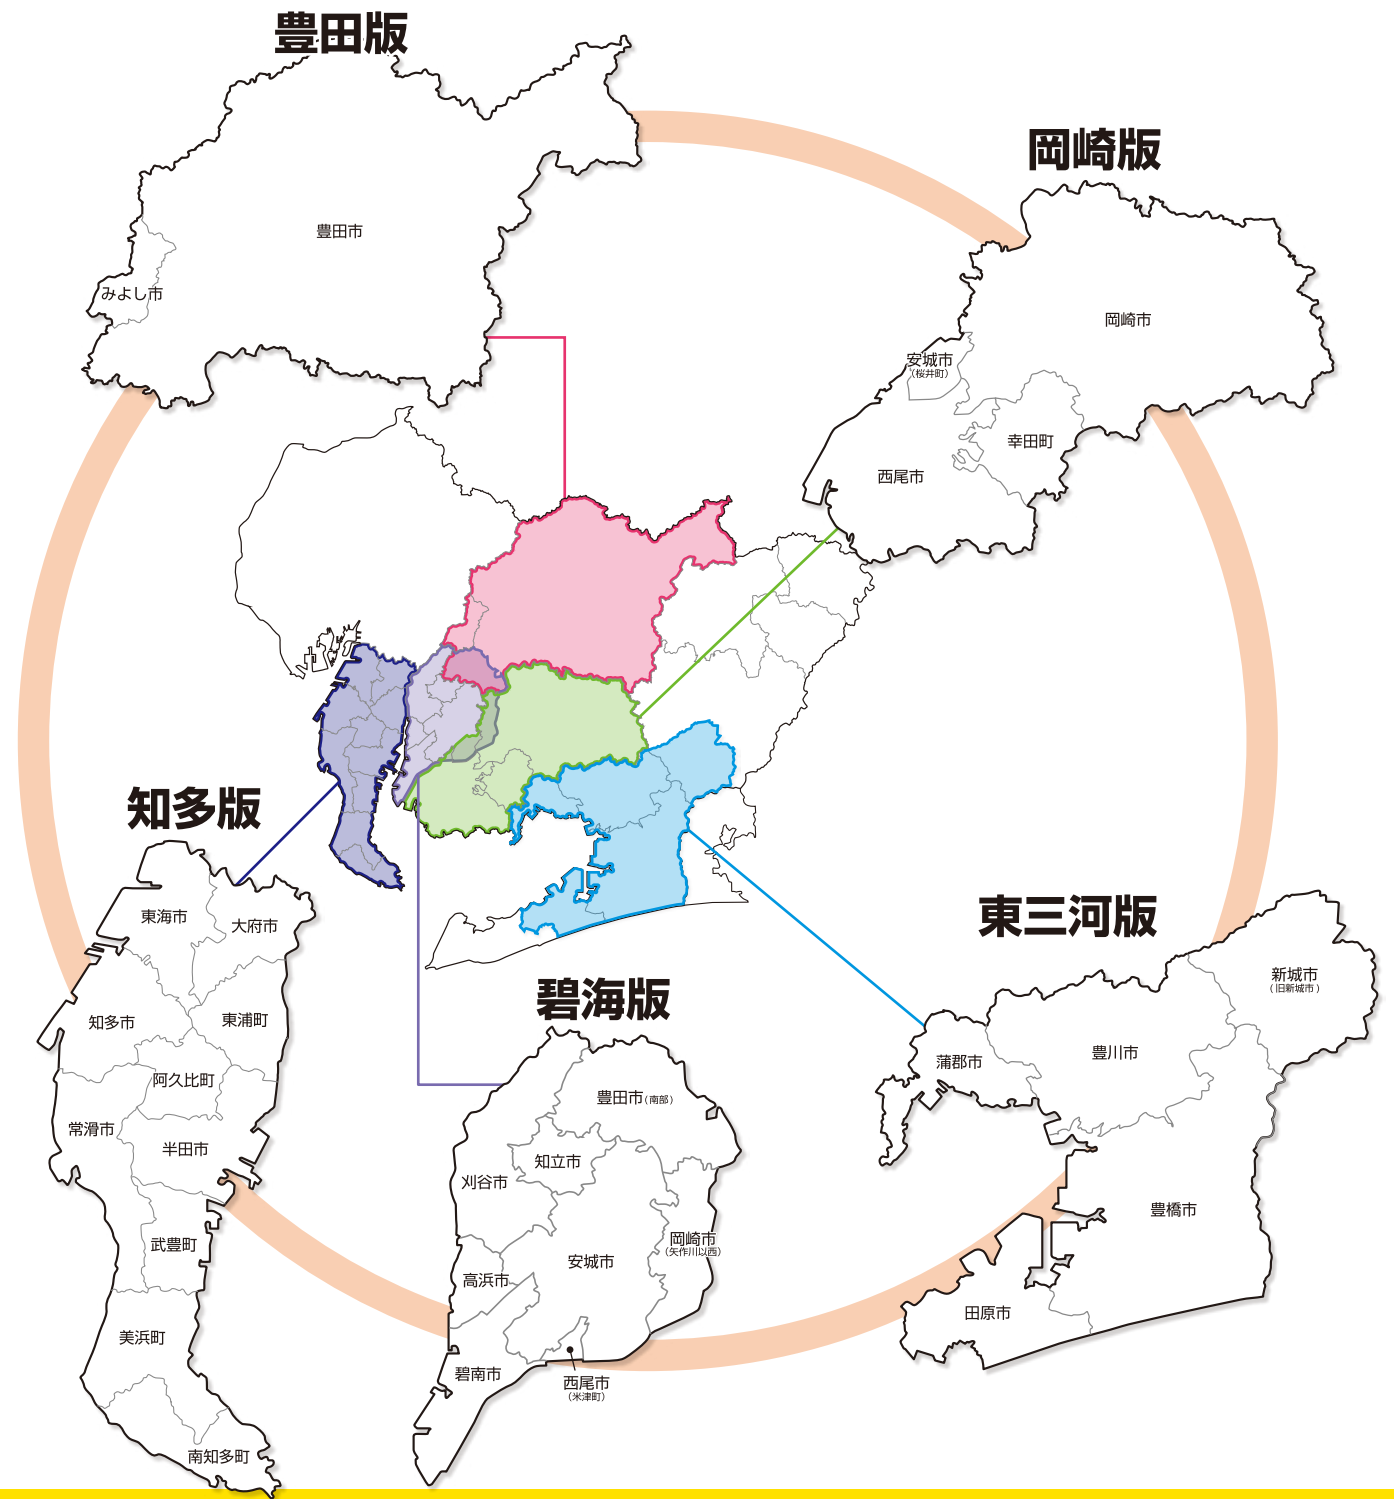 豊田版
豊田市
みよし市
岡崎版
岡崎市
安城市
（桜井町）
幸田町
西尾市
知多版
東海市
大府市
知多市
東浦町
阿久比町
常滑市
半田市
武豊町
美浜町
南知多町
碧海版
豊田市（南部）
知立市
刈谷市
岡崎市
（矢作川以西）
安城市
高浜市
碧南市
西尾市
（米津町）
東三河版
新城市
（旧新城市）
豊川市
蒲郡市
豊橋市
田原市